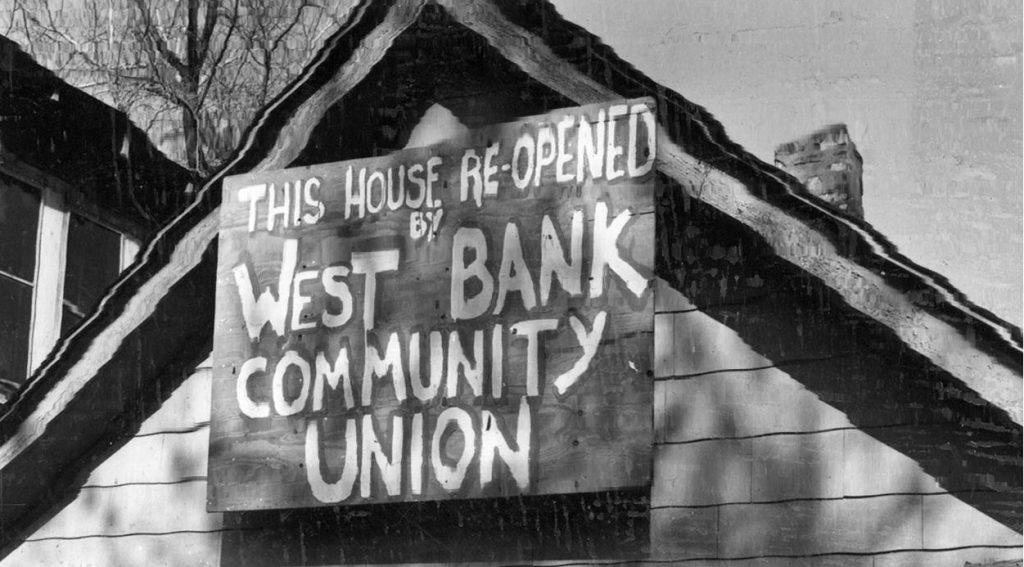 THIS HOUSE RE-OPENED
BY
WEST BANK
COMMUNITY
UNION